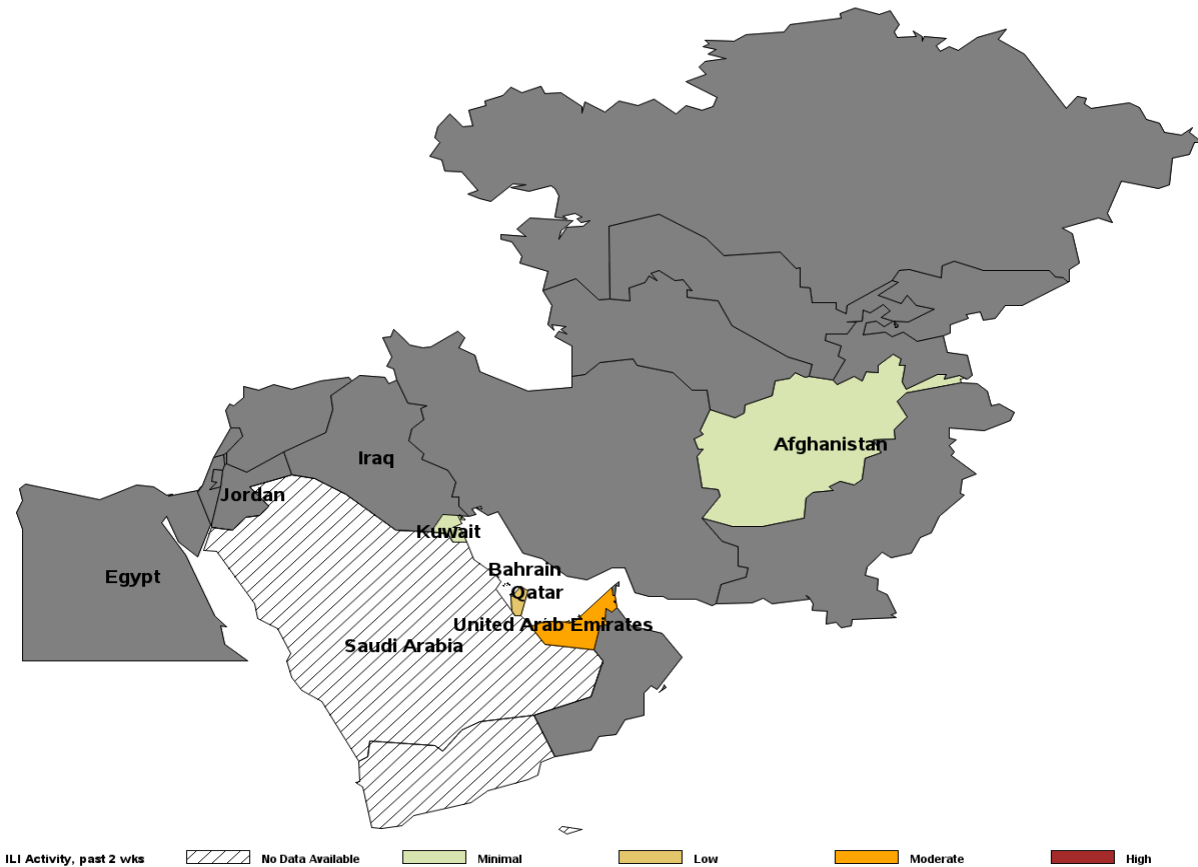 Afghanistan
Iraq
Jordan
Kuwait
Bahrain
Egypt
Qatar
United Arab Emirates
Saudi Arabia
ILI Activity, past 2 wks No Data Available Minimal Low Moderate High